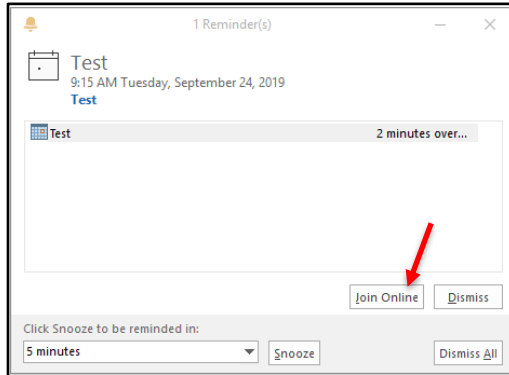 1 Reminder(s)
Test
9:15 AM Tuesday, September 24, 2019
Test
Test 2 minutes over...
Join Online Dismiss
Click Snooze to be reminded in:
5 minutes Snooze Dismiss All